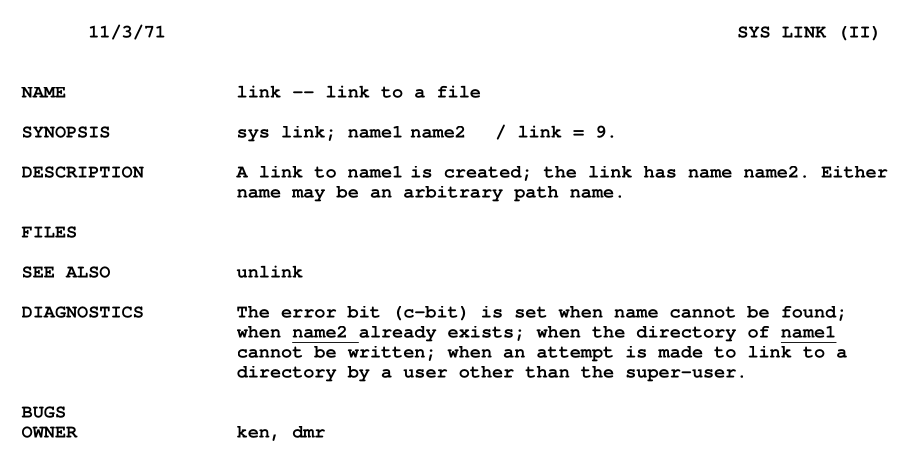 11/3/71 SYS LINK (II)
NAME link -- link to a file
SYNOPSIS sys link; name1 name2 / link = 9.
DESCRIPTION A link to name1 is created; the link has name name2. Either
name may be an arbitrary path name.
FILES
SEE ALSO unlink
DIAGNOSTICS The error bit (c-bit) is set when name cannot be found;
when name2 already exists; when the directory of name1
cannot be written; when an attempt is made to link to a
directory by a user other than the super-user.
BUGS
OWNER ken, dmr